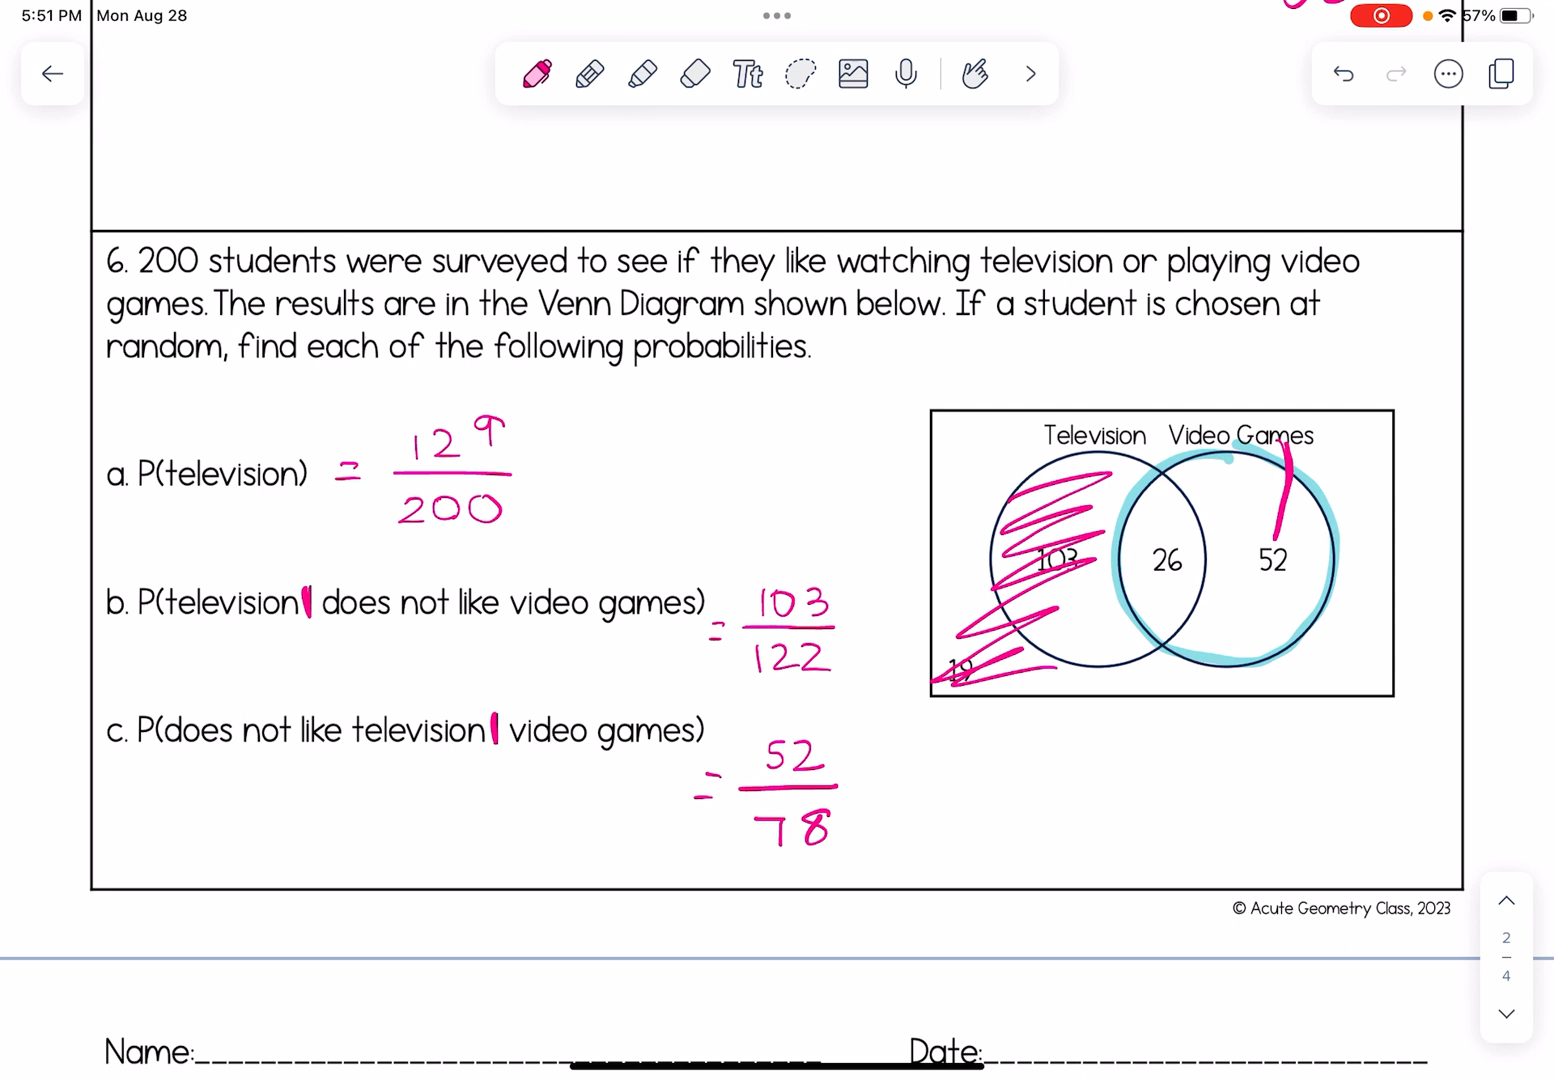 5:51 PM Mon Aug 28
57%
Tt
6. 200 students were surveyed to see if they like watching television or playing video
games. The results are in the Venn Diagram shown below. If a student is chosen at
random, find each of the following probabilities.
a. P(television) = 129
200
b. P(television| does not like video games) = 103
122
c. P(does not like television| video games) = 52
78
Television Video Games
103 26 52
19
© Acute Geometry Class, 2023
2
4
Name: Date: